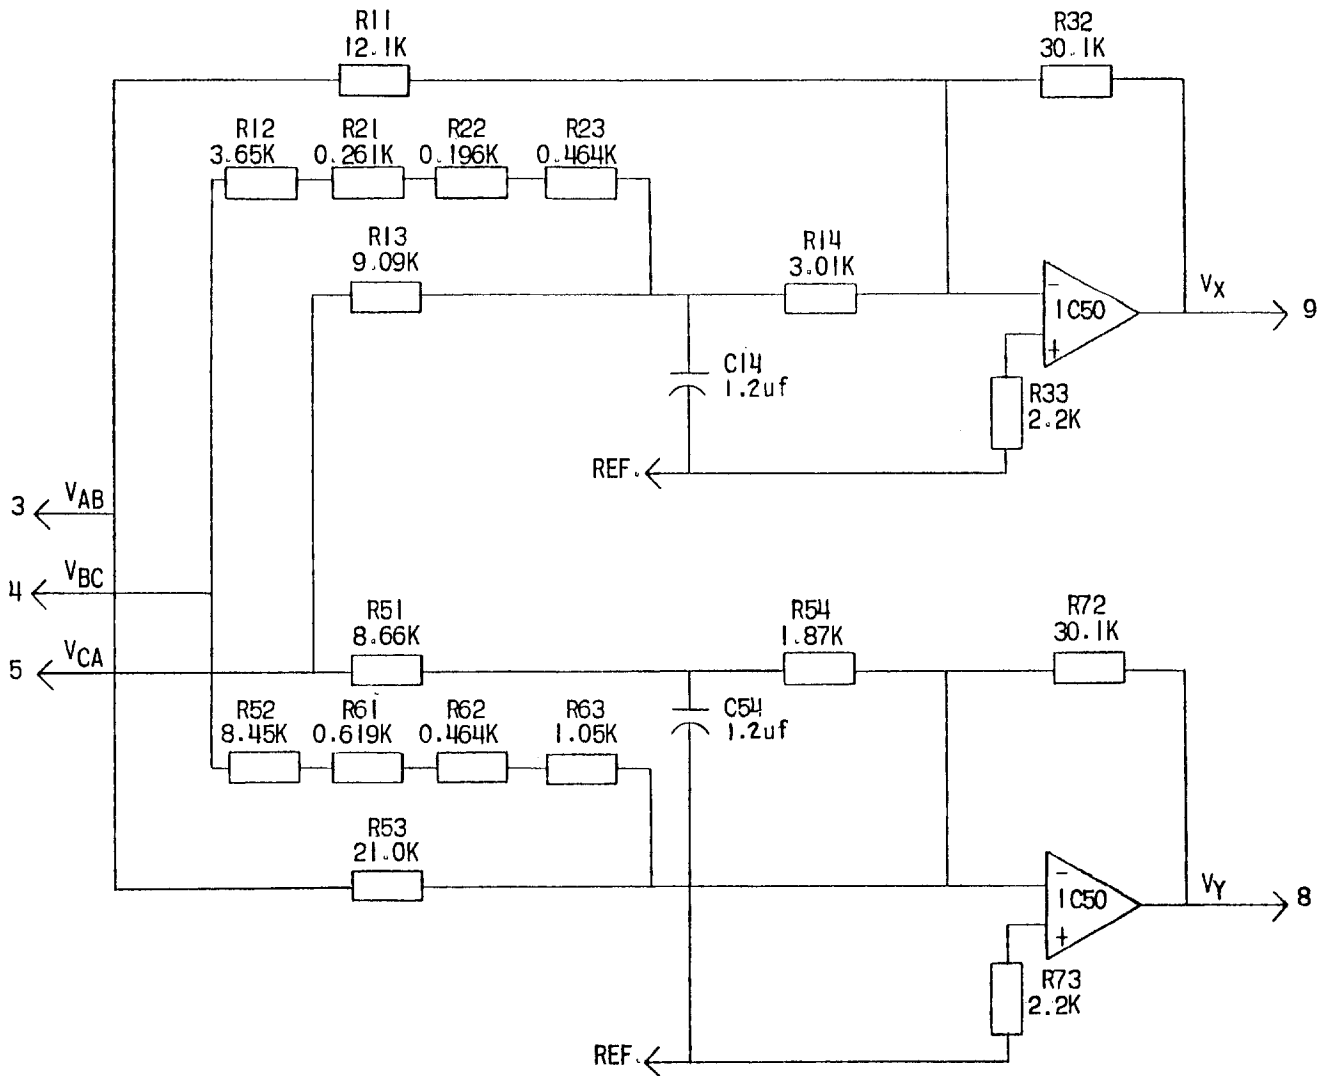 R11
12.1K
R32
30.1K
R12
3.65K
R21
0.261K
R22
0.196K
R23
0.464K
R13
9.09K
R14
3.01K
-
IC50
+
VX
9
C14
1.2uf
R33
2.2K
REF.
3
VAB
4
VBC
5
VCA
R51
8.66K
R54
1.87K
R72
30.1K
R52
8.45K
R61
0.619K
R62
0.464K
R63
1.05K
C54
1.2uf
R53
21.0K
-
IC50
+
VY
8
R73
2.2K
REF.